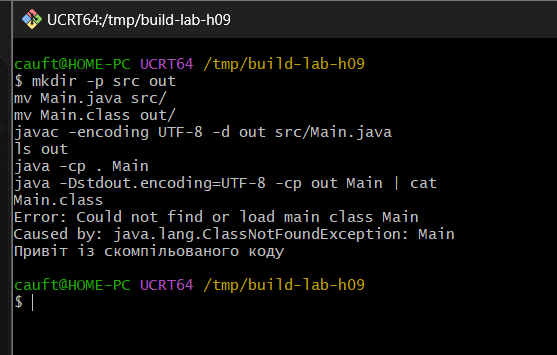 UCRT64:/tmp/build-lab-h09
cauft@HOME-PC UCRT64 /tmp/build-lab-h09
$ mkdir -p src out
mv Main.java src/
mv Main.class out/
javac -encoding UTF-8 -d out src/Main.java
ls out
java -cp . Main
java -Dstdout.encoding=UTF-8 -cp out Main | cat
Main.class
Error: Could not find or load main class Main
Caused by: java.lang.ClassNotFoundException: Main
Привіт із скомпільованого коду
cauft@HOME-PC UCRT64 /tmp/build-lab-h09
$